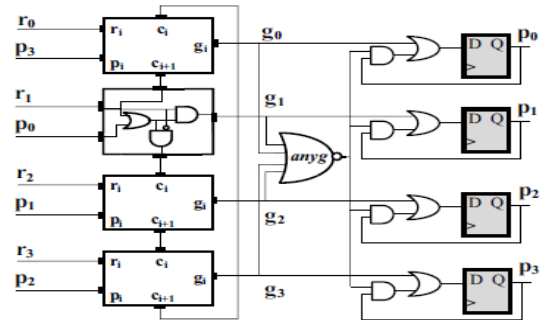 r0 ri ci gi g0 D Q p0
p3 pi ci+1
r1 g1 D Q p1
p0 anyg
r2 ri ci gi g2 D Q p2
p1 pi ci+1
r3 ri ci gi g3 D Q p3
p2 pi ci+1